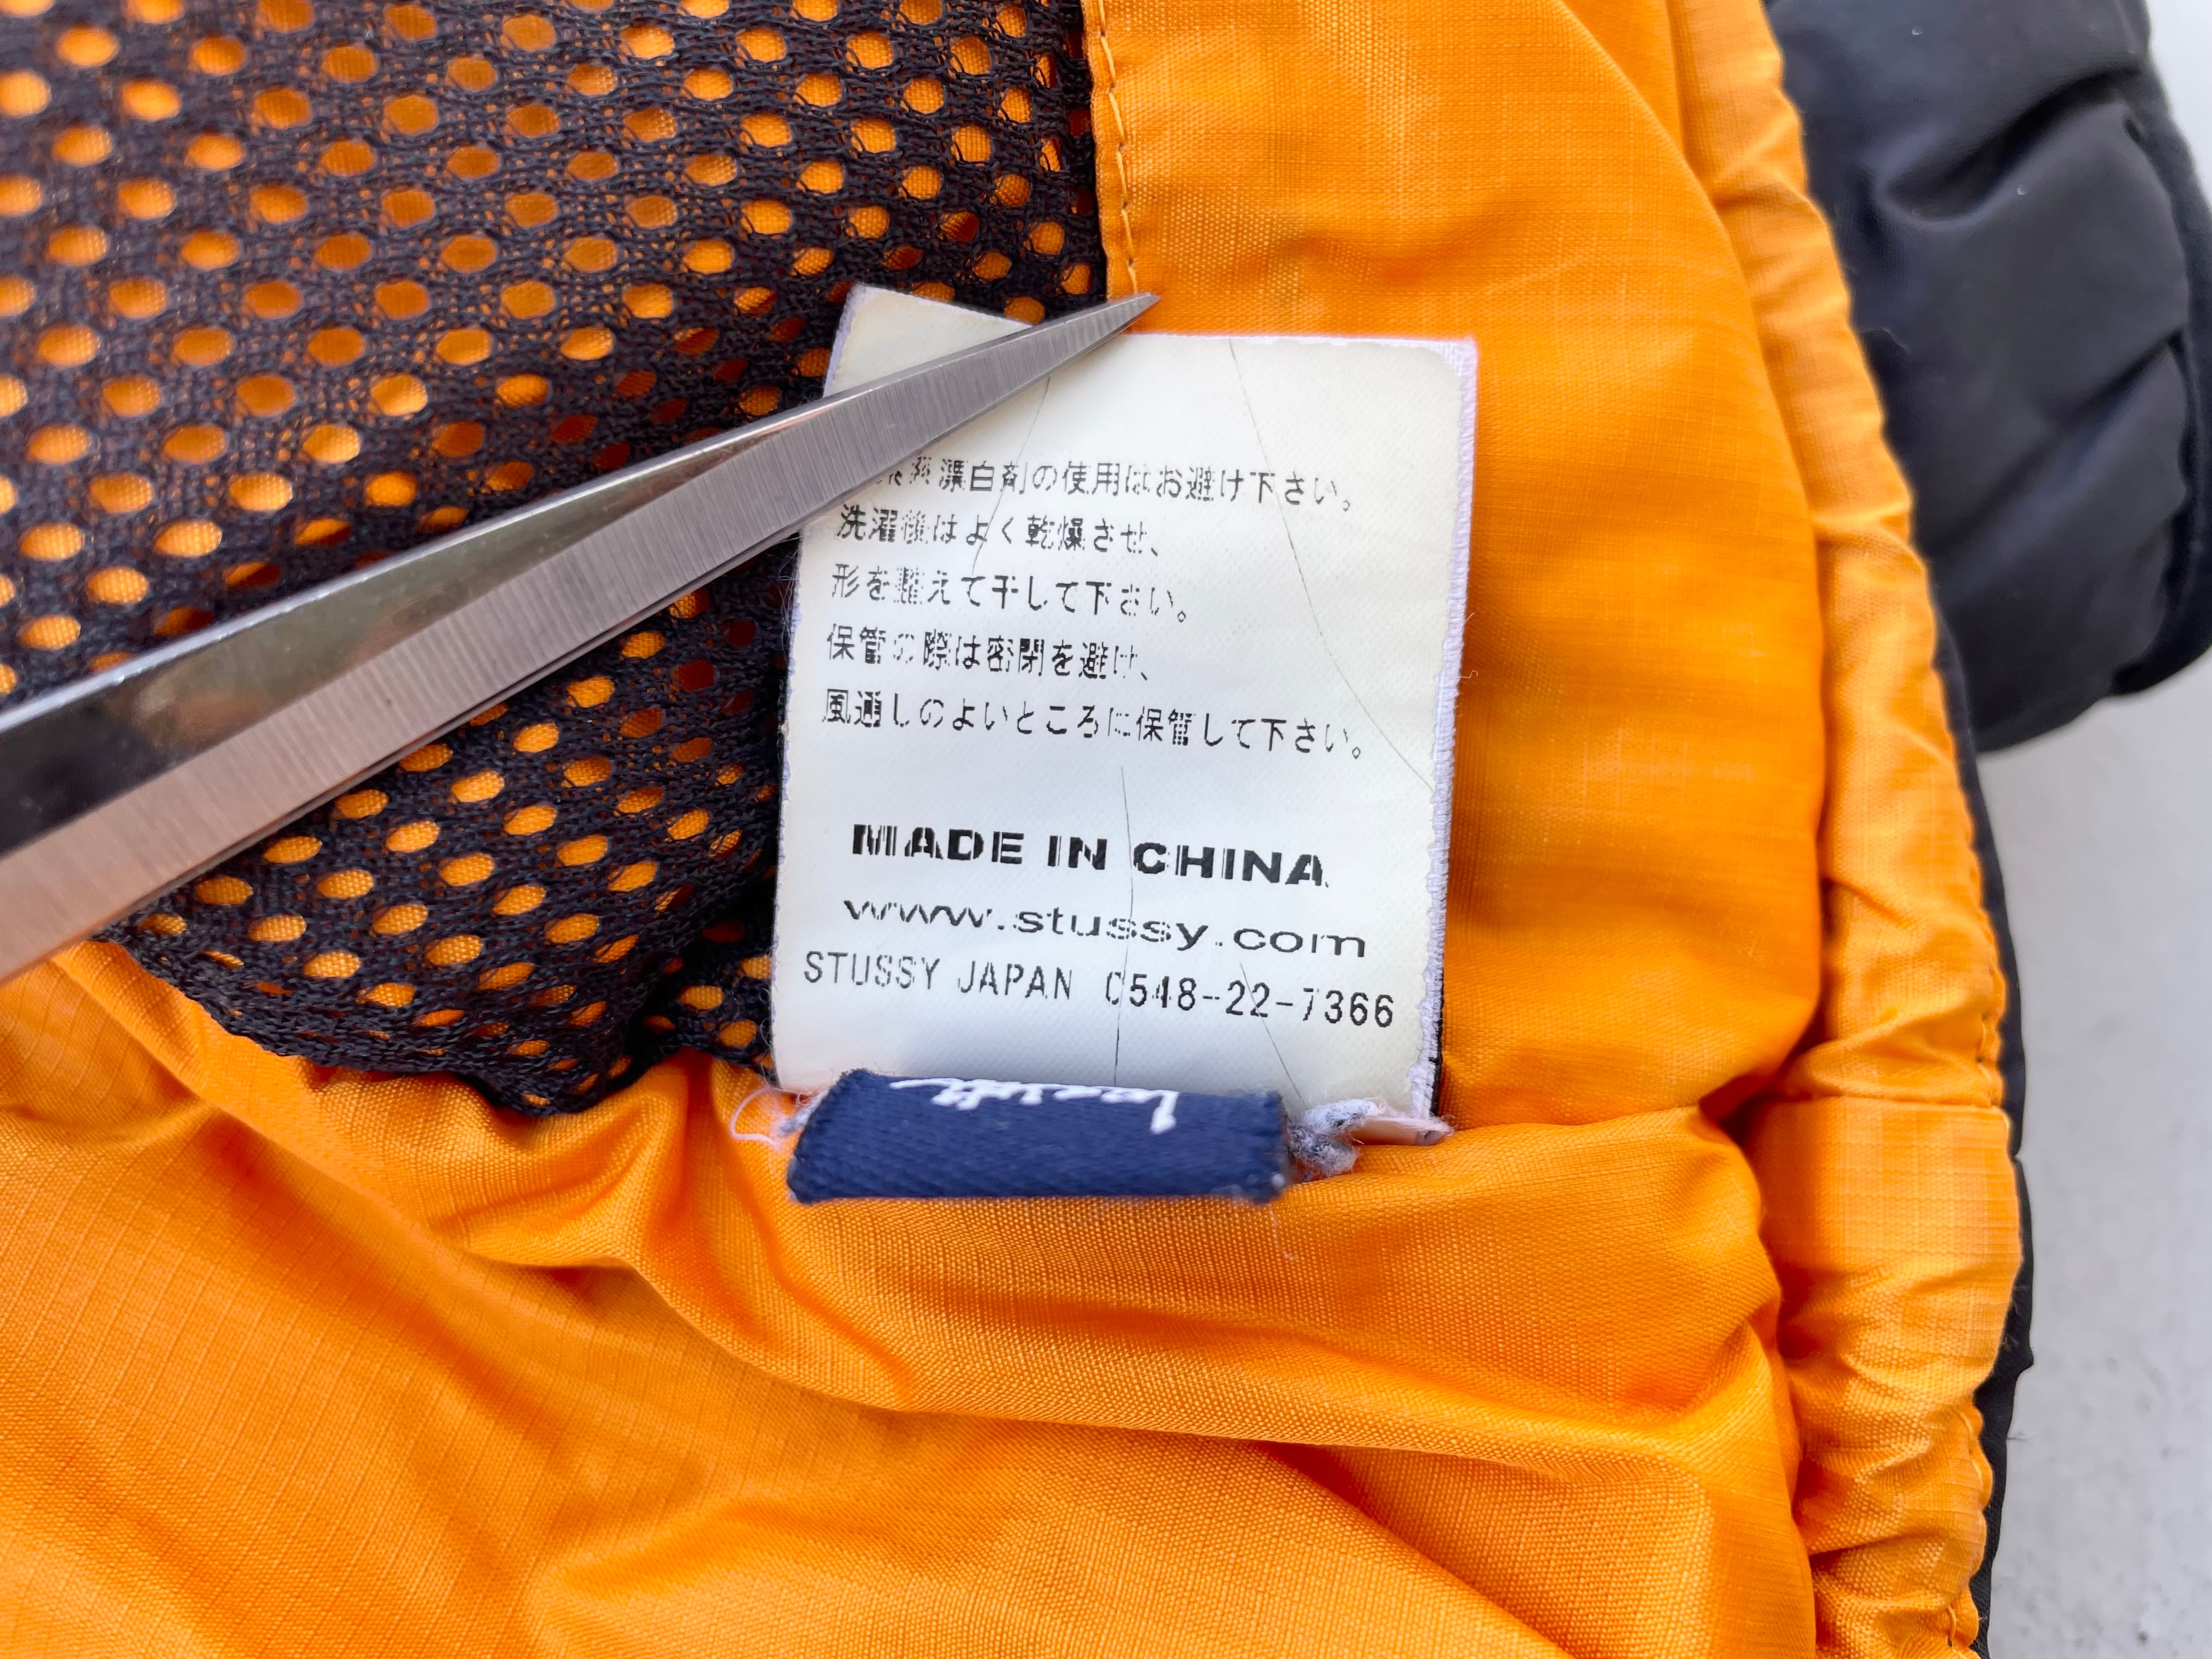 漂白剤の使用はお避け下さい。
洗濯後はよく乾燥させ、
形を整えて干して下さい。
保管の際は密閉を避け、
風通しのよいところに保管して下さい。
MADE IN CHINA
www.stussy.com
STUSSY JAPAN 0548-22-7366